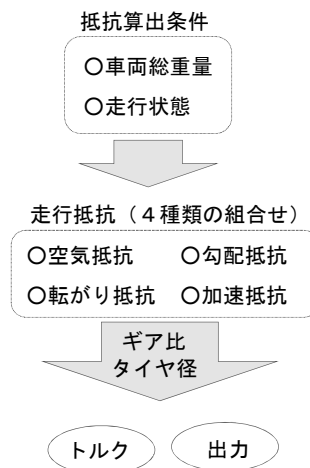 抵抗算出条件
○車両総重量
○走行状態
走行抵抗（４種類の組合せ）
○空気抵抗 ○勾配抵抗
○転がり抵抗 ○加速抵抗
ギア比
タイヤ径
トルク 出力